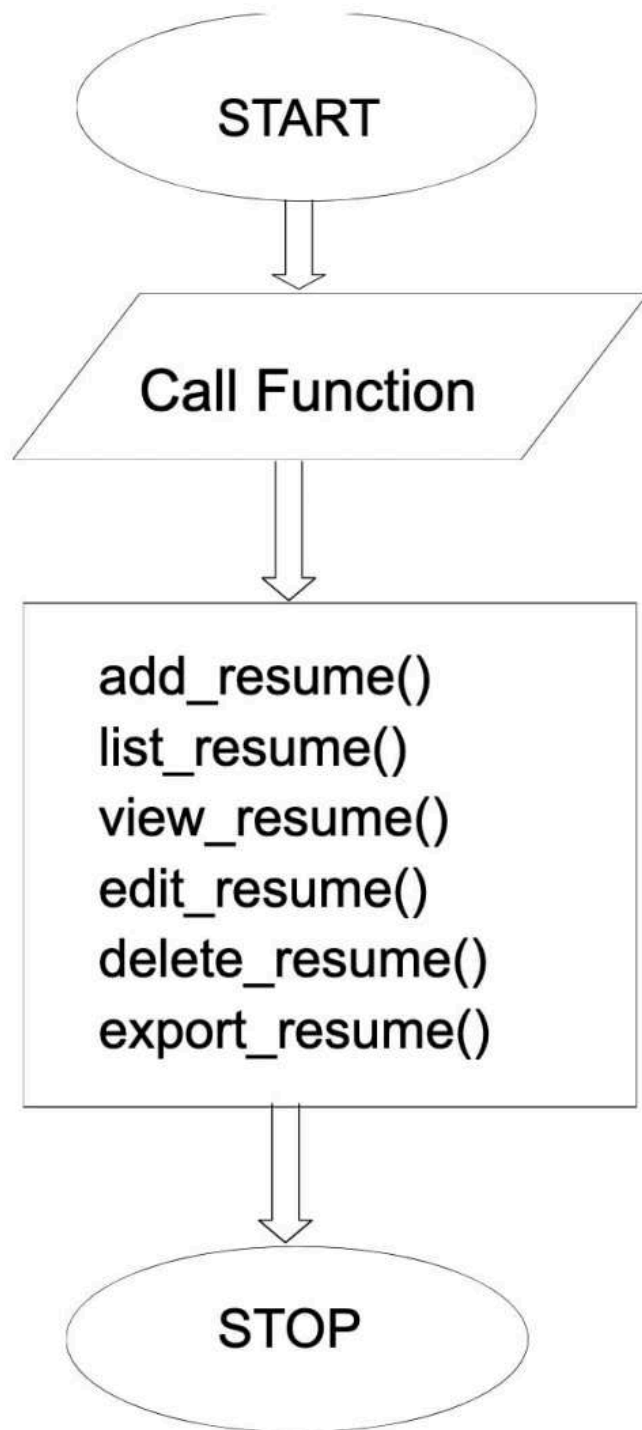 START
Call Function
add_resume()
list_resume()
view_resume()
edit_resume()
delete_resume()
export_resume()
STOP